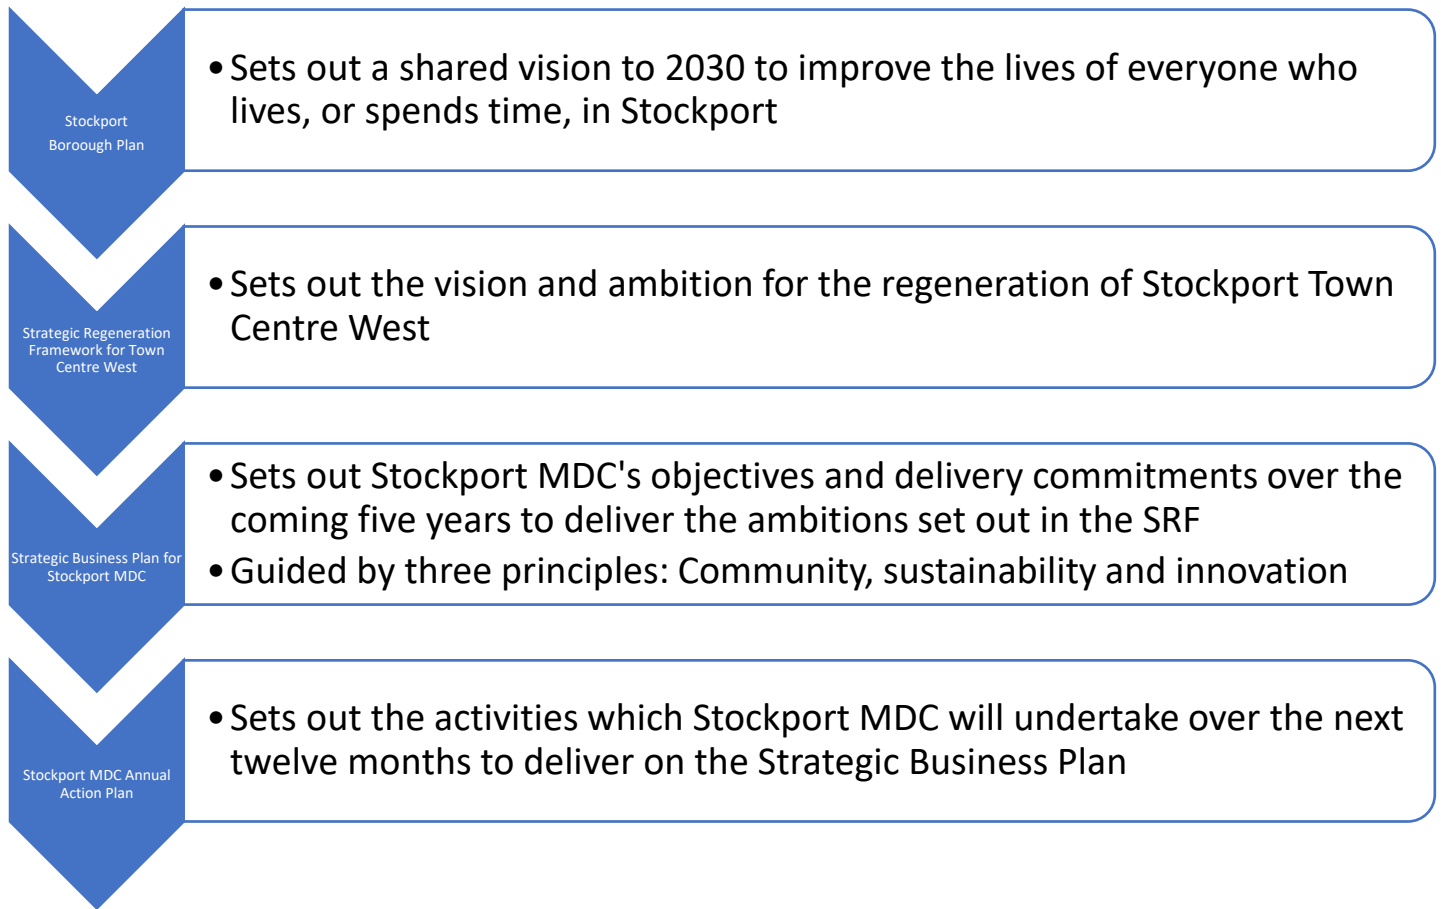 Stockport
Boroough Plan
• Sets out a shared vision to 2030 to improve the lives of everyone who
lives, or spends time, in Stockport
Strategic Regeneration
Framework for Town
Centre West
• Sets out the vision and ambition for the regeneration of Stockport Town
Centre West
Strategic Business Plan for
Stockport MDC
• Sets out Stockport MDC's objectives and delivery commitments over the
coming five years to deliver the ambitions set out in the SRF
• Guided by three principles: Community, sustainability and innovation
Stockport MDC Annual
Action Plan
• Sets out the activities which Stockport MDC will undertake over the next
twelve months to deliver on the Strategic Business Plan